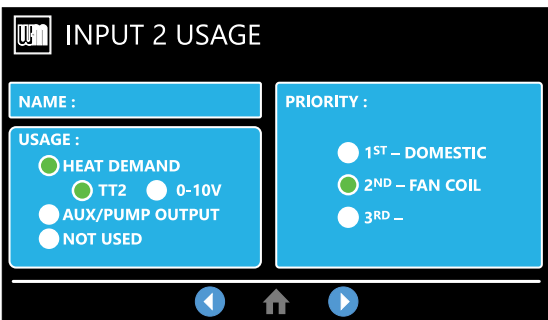 WM INPUT 2 USAGE
NAME :
USAGE :
HEAT DEMAND
TT2 0-10V
AUX/PUMP OUTPUT
NOT USED
PRIORITY :
1ST – DOMESTIC
2ND – FAN COIL
3RD –